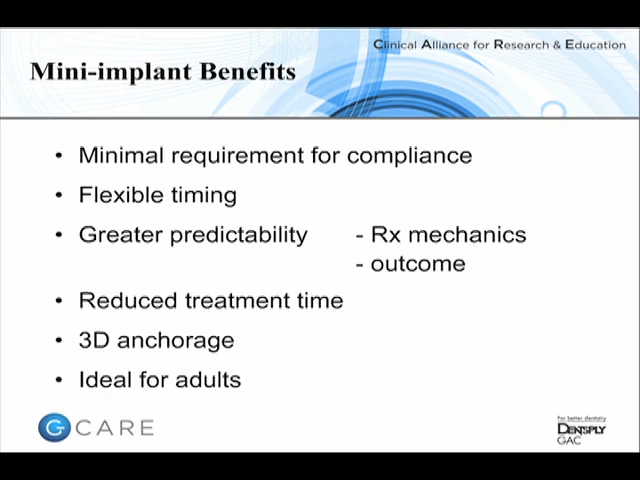 Clinical Alliance for Research & Education
Mini-implant Benefits
• Minimal requirement for compliance
• Flexible timing
• Greater predictability - Rx mechanics
- outcome
• Reduced treatment time
• 3D anchorage
• Ideal for adults
G CARE
For better dentistry
DENTSPLY
GAC